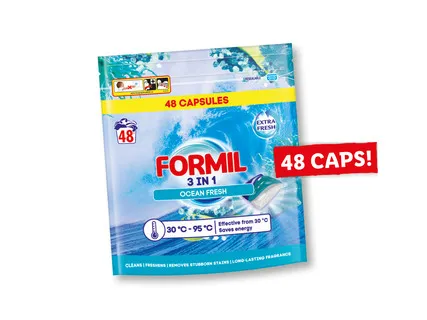 48 CAPSULES
48
EXTRA
FRESH
FORMIL
3 IN 1
OCEAN FRESH
48 CAPS!
30 °C - 95 °C
Effective from 30 °C
Saves energy
CLEANS | FRESHENS | REMOVES STUBBORN STAINS | LONG-LASTING FRAGRANCE